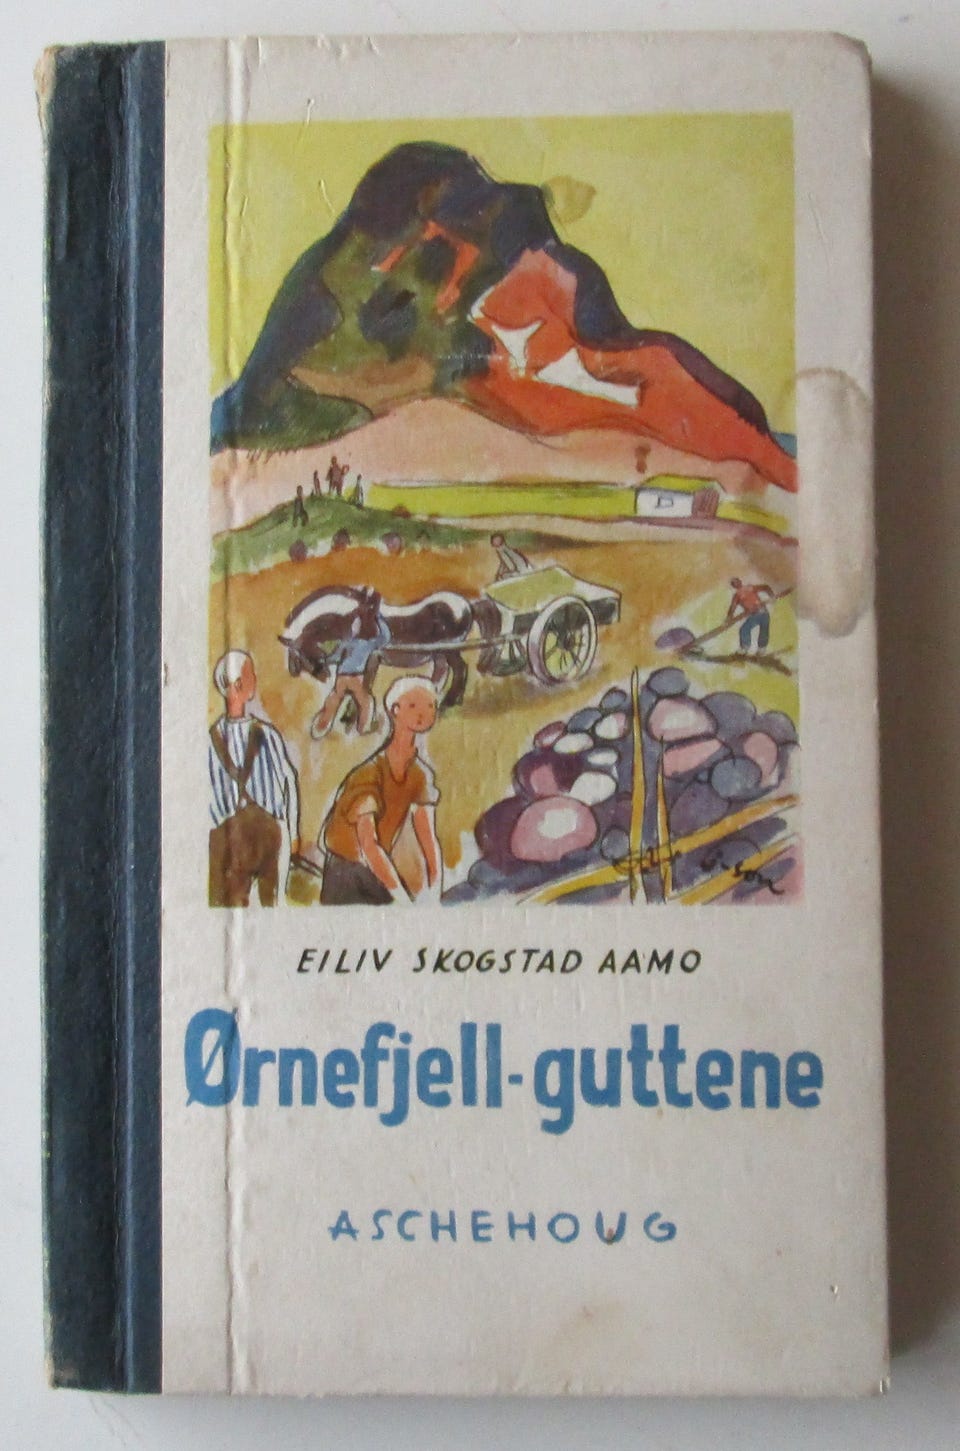 EILIV SKOGSTAD AAMO
Ørnefjell-guttene
ASCHEHOUG